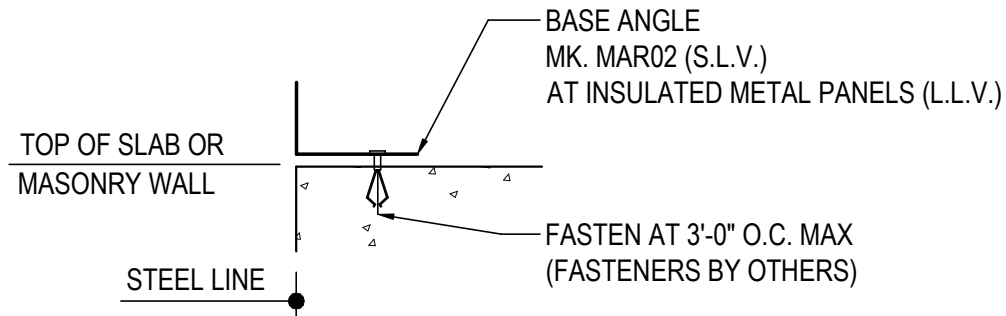 BASE ANGLE
MK. MAR02 (S.L.V.)
AT INSULATED METAL PANELS (L.L.V.)
TOP OF SLAB OR
MASONRY WALL
FASTEN AT 3'-0" O.C. MAX
(FASTENERS BY OTHERS)
STEEL LINE